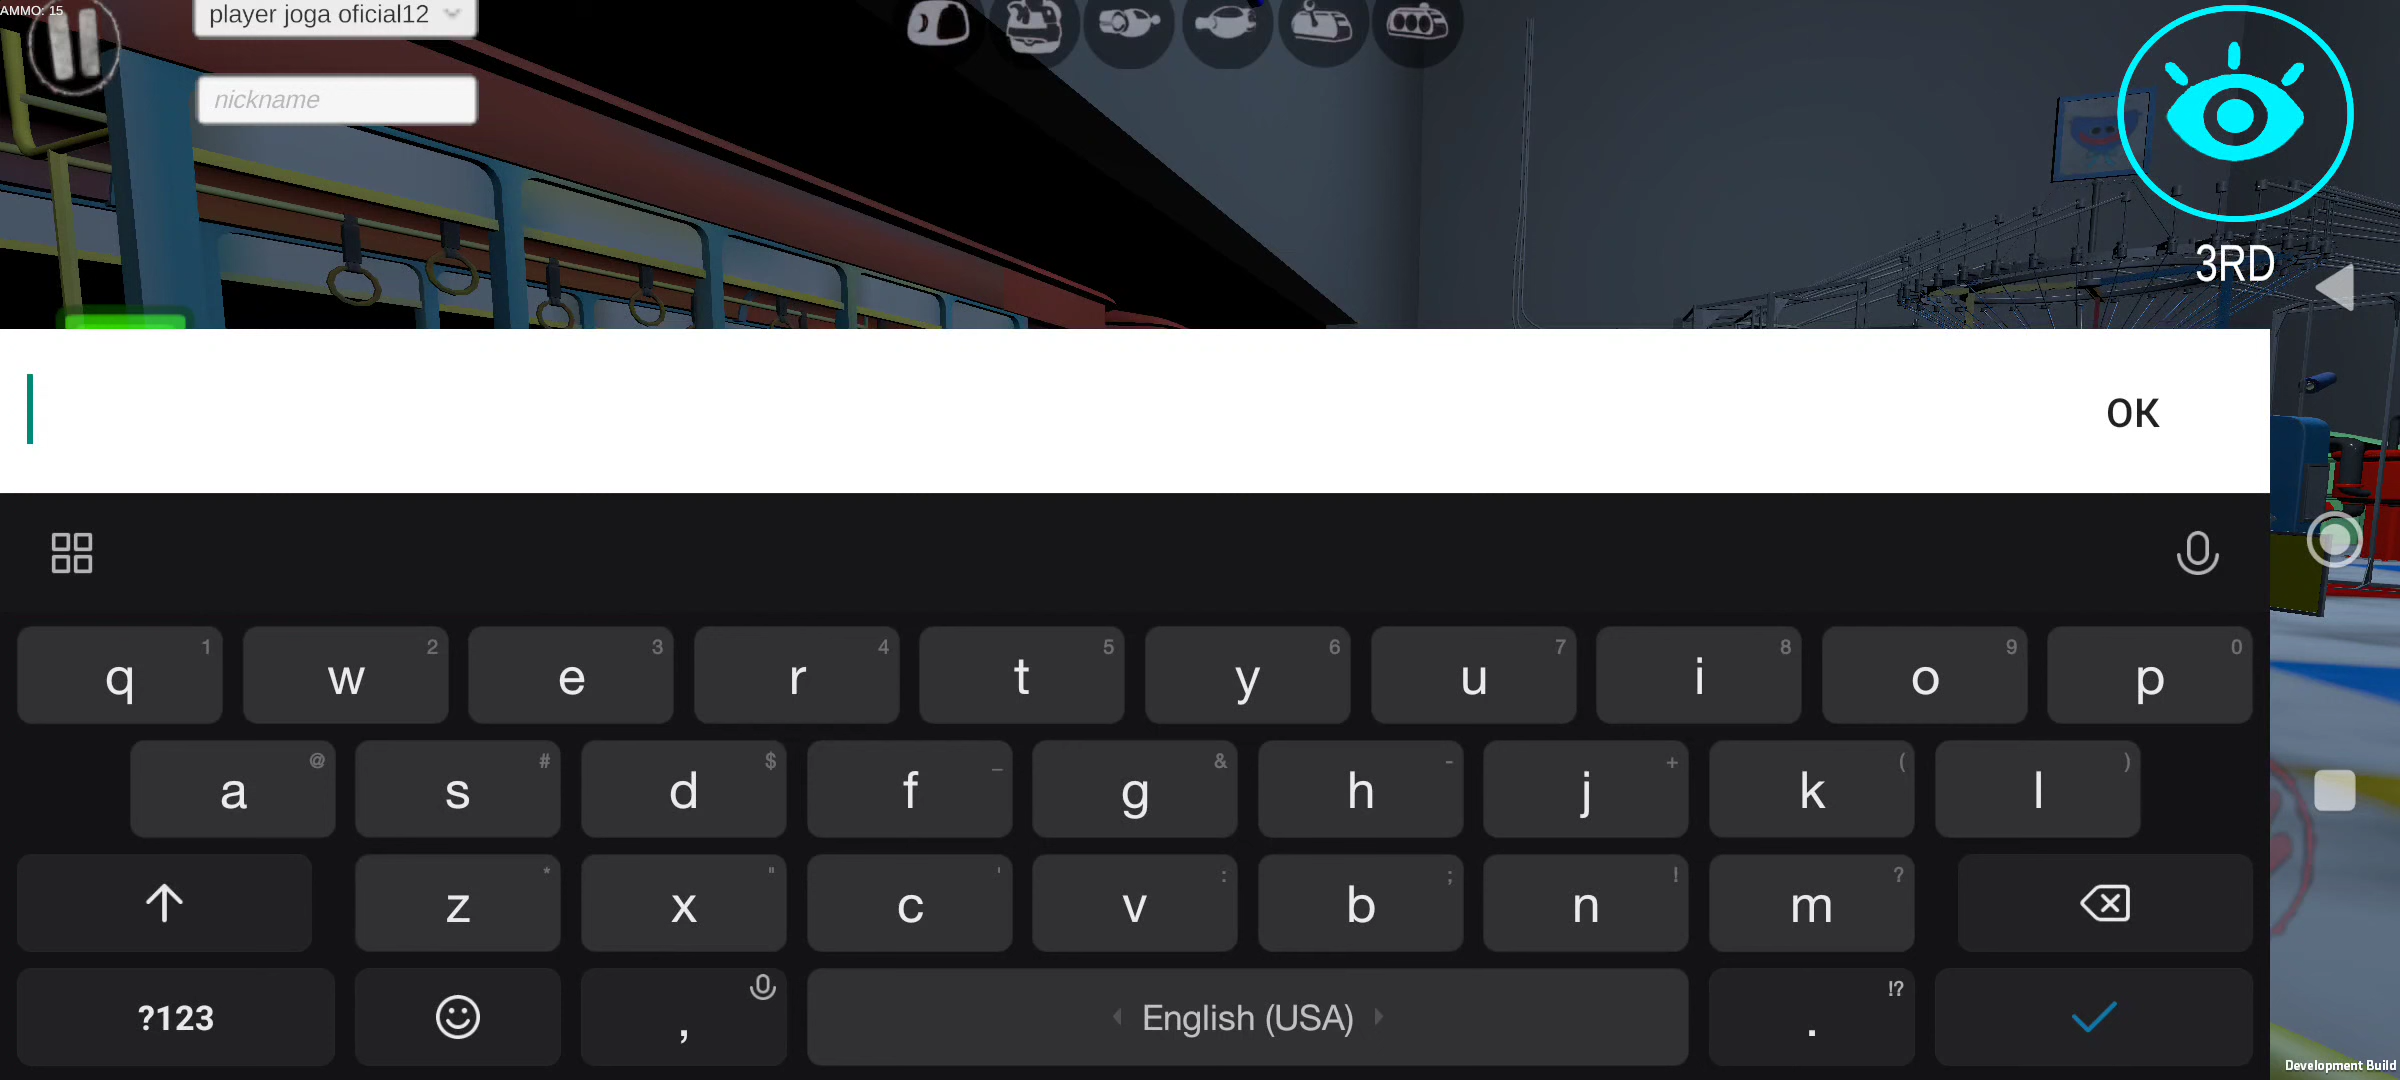 AMMO: 15
player joga oficial12
nickname
3RD
OK
1 2 3 4 5 6 7 8 9 0
q w e r t y u i o p
@ # $ _ & - + ( )
a s d f g h j k l
* " ' : ; ! ?
z x c v b n m
!?
?123 , English (USA) .
Development Build